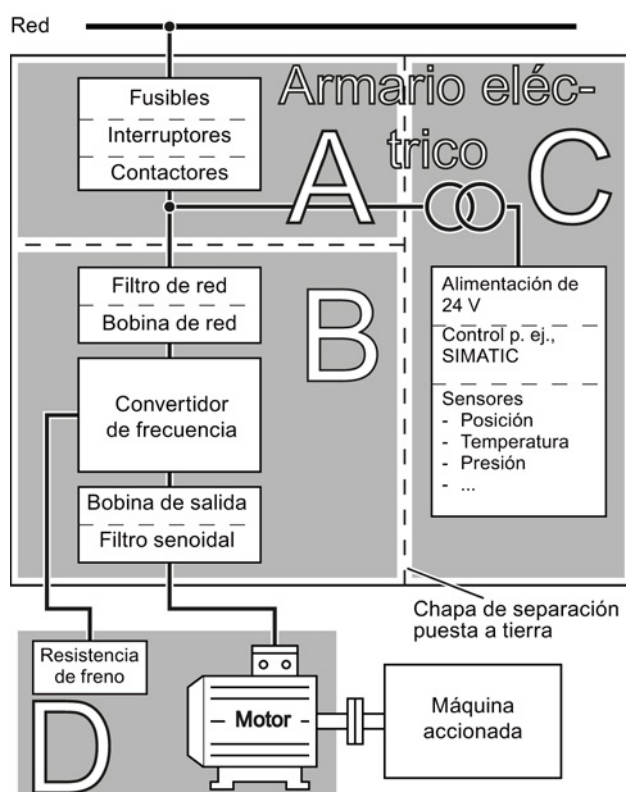 Red
Armario eléc-
trico
Fusibles
Interruptores
Contactores
A
C
Filtro de red
Bobina de red
B
Alimentación de
24 V
Control p. ej.,
SIMATIC
Sensores
- Posición
- Temperatura
- Presión
- ...
Convertidor
de frecuencia
Bobina de salida
Filtro senoidal
Chapa de separación
puesta a tierra
Resistencia
de freno
D
Motor
Máquina
accionada